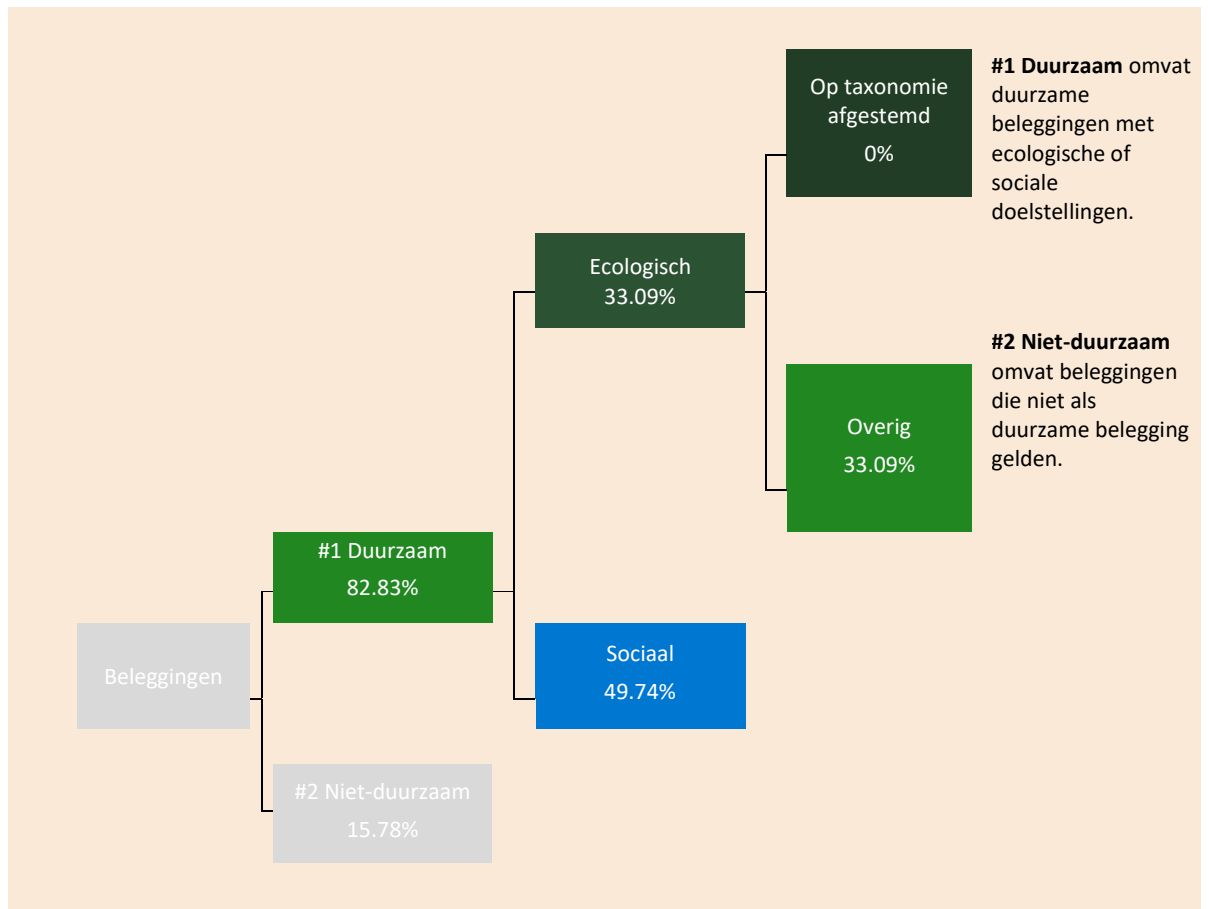 Op taxonomie
afgestemd
0%
#1 Duurzaam omvat
duurzame
beleggingen met
ecologische of
sociale
doelstellingen.
Ecologisch
33.09%
#2 Niet-duurzaam
omvat beleggingen
die niet als
duurzame belegging
gelden.
Overig
33.09%
#1 Duurzaam
82.83%
Beleggingen
Sociaal
49.74%
#2 Niet-duurzaam
15.78%